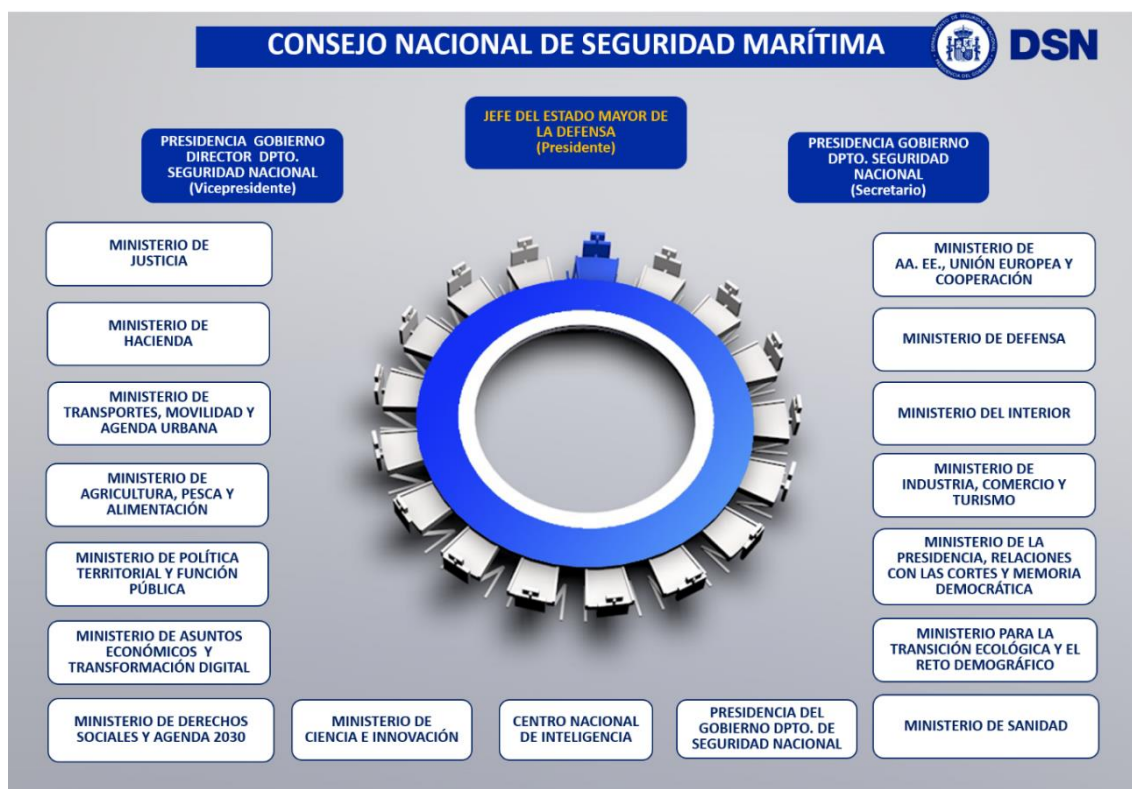 CONSEJO NACIONAL DE SEGURIDAD MARÍTIMA
DSN
JEFE DEL ESTADO MAYOR DE
LA DEFENSA
(Presidente)
PRESIDENCIA GOBIERNO
DIRECTOR DPTO.
SEGURIDAD NACIONAL
(Vicepresidente)
PRESIDENCIA GOBIERNO
DPTO. SEGURIDAD
NACIONAL
(Secretario)
MINISTERIO DE
JUSTICIA
MINISTERIO DE
HACIENDA
MINISTERIO DE
TRANSPORTES, MOVILIDAD Y
AGENDA URBANA
MINISTERIO DE
AGRICULTURA, PESCA Y
ALIMENTACIÓN
MINISTERIO DE POLÍTICA
TERRITORIAL Y FUNCIÓN
PÚBLICA
MINISTERIO DE ASUNTOS
ECONÓMICOS Y
TRANSFORMACIÓN DIGITAL
MINISTERIO DE DERECHOS
SOCIALES Y AGENDA 2030
MINISTERIO DE
CIENCIA E INNOVACIÓN
CENTRO NACIONAL
DE INTELIGENCIA
PRESIDENCIA DEL
GOBIERNO DPTO. DE
SEGURIDAD NACIONAL
MINISTERIO DE
AA. EE., UNIÓN EUROPEA Y
COOPERACIÓN
MINISTERIO DE DEFENSA
MINISTERIO DEL INTERIOR
MINISTERIO DE
INDUSTRIA, COMERCIO Y
TURISMO
MINISTERIO DE LA
PRESIDENCIA, RELACIONES
CON LAS CORTES Y MEMORIA
DEMOCRÁTICA
MINISTERIO PARA LA
TRANSICIÓN ECOLÓGICA Y EL
RETO DEMOGRÁFICO
MINISTERIO DE SANIDAD